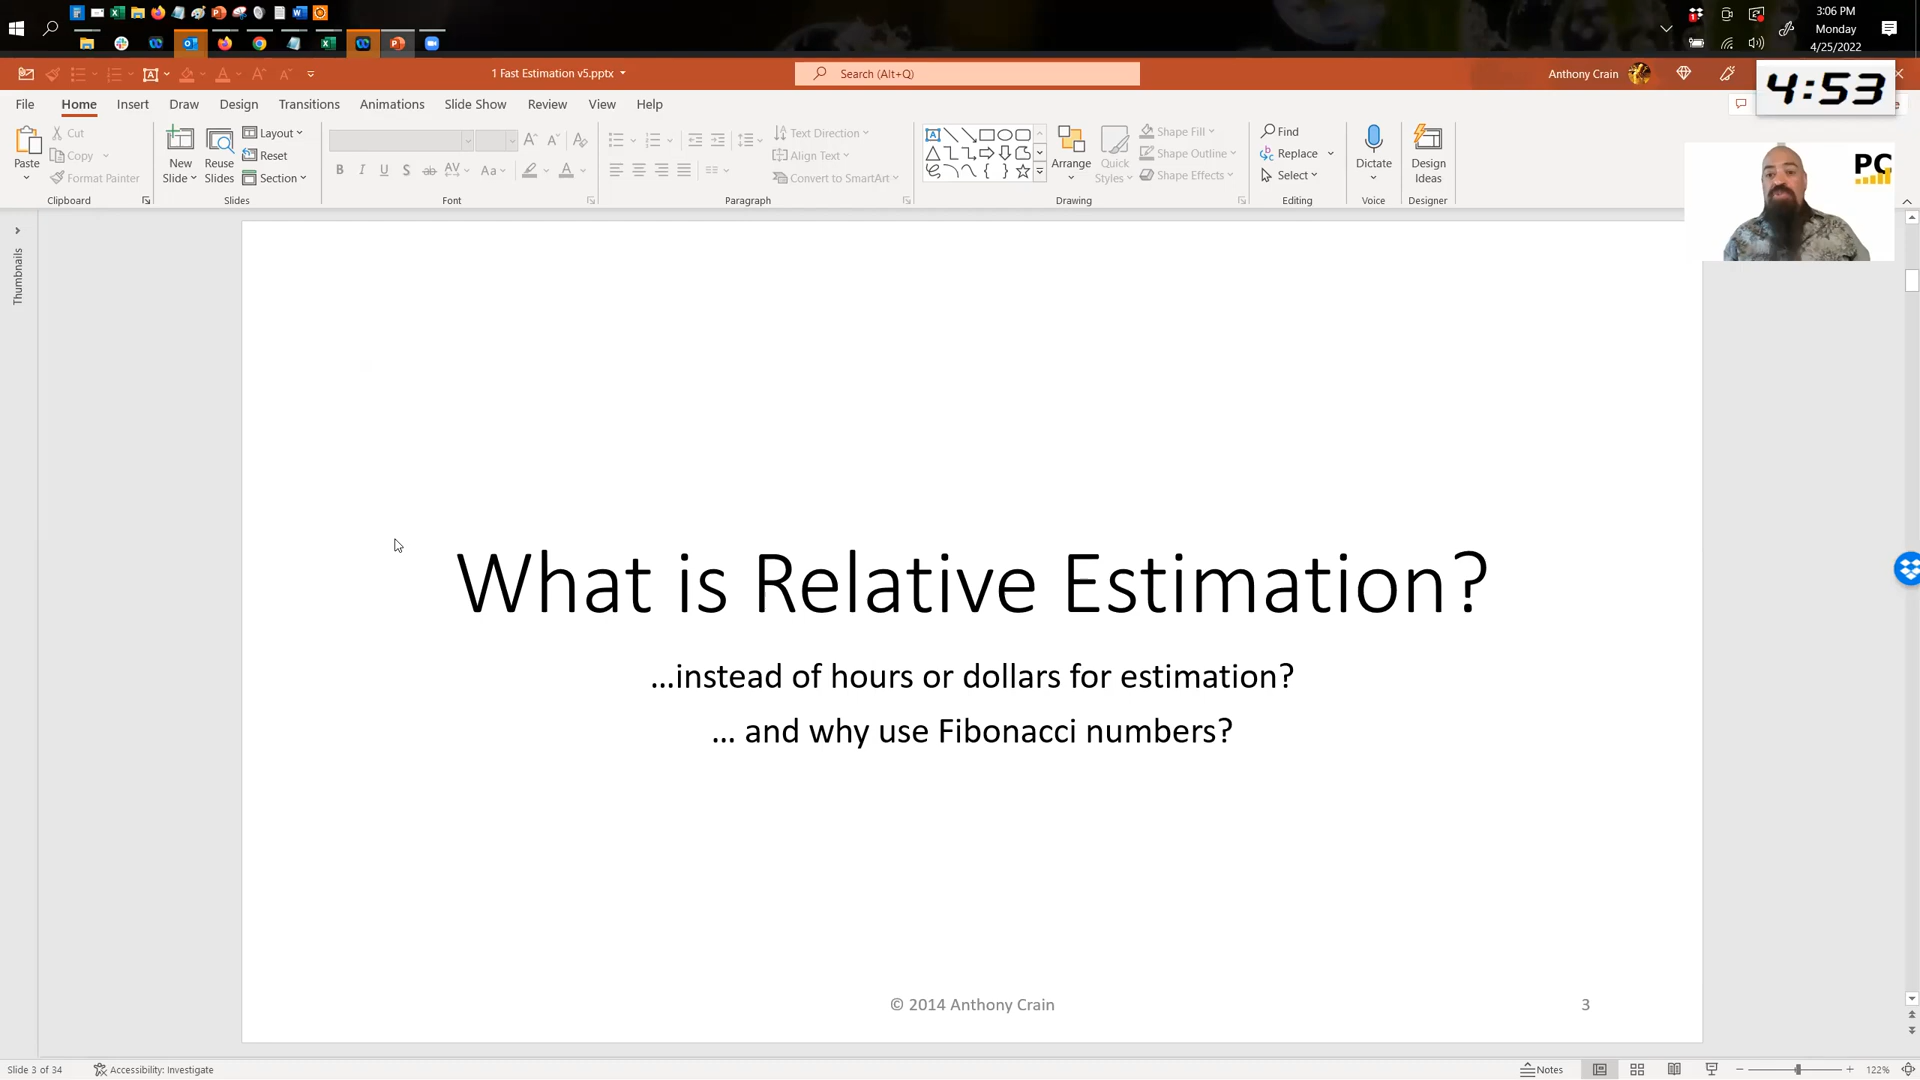 3:06 PM
Monday
4/25/2022
1 Fast Estimation v5.pptx
Search (Alt+Q)
Anthony Crain
4:53
File Home Insert Draw Design Transitions Animations Slide Show Review View Help
Paste
Cut
Copy
Format Painter
Clipboard
New Slide
Reuse Slides
Layout
Reset
Section
Slides
B I U S ab AV Aa A
Font
Text Direction
Align Text
Convert to SmartArt
Paragraph
Arrange
Quick Styles
Shape Fill
Shape Outline
Shape Effects
Drawing
Find
Replace
Select
Editing
Dictate
Voice
Design Ideas
Designer
PC
Thumbnails
What is Relative Estimation?
...instead of hours or dollars for estimation?
... and why use Fibonacci numbers?
© 2014 Anthony Crain
3
Slide 3 of 34
Accessibility: Investigate
Notes
122%